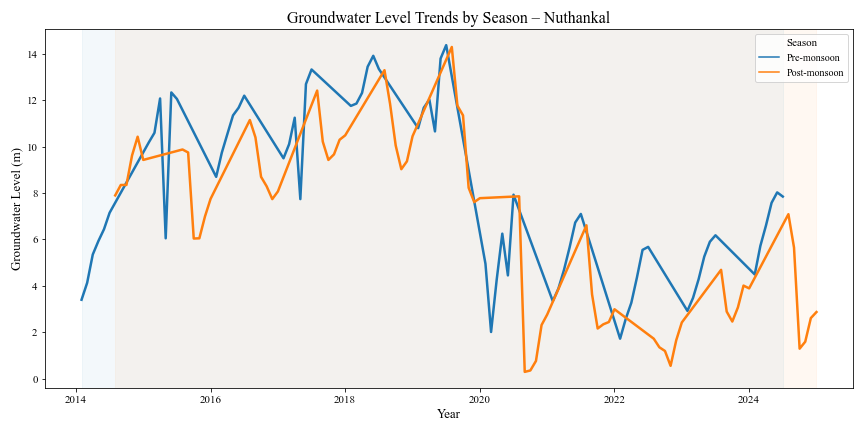 Groundwater Level Trends by Season – Nuthankal
Season
Pre-monsoon
Post-monsoon
Groundwater Level (m)
14
12
10
8
6
4
2
0
2014
2016
2018
2020
2022
2024
Year